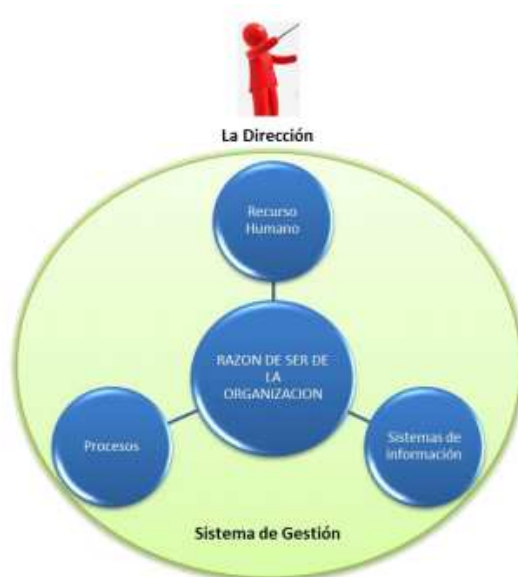 La Dirección
Recurso
Humano
RAZON DE SER DE
LA
ORGANIZACION
Procesos
Sistemas de
información
Sistema de Gestión